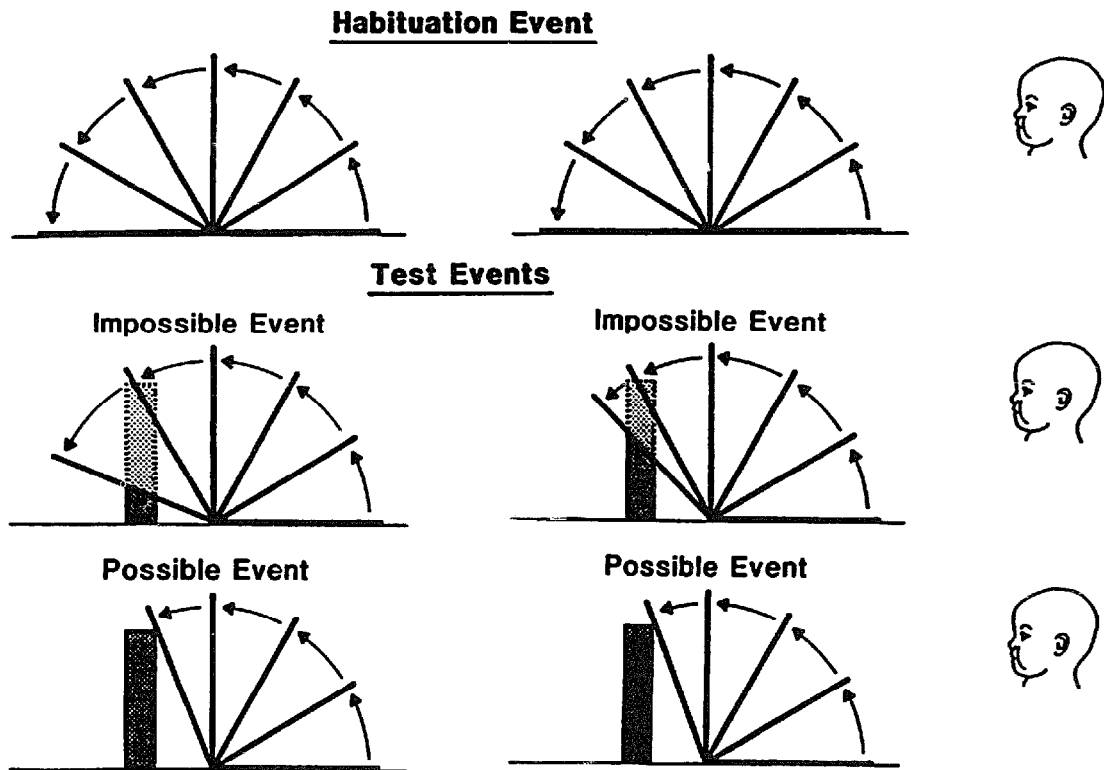 Habituation Event
Test Events
Impossible Event
Impossible Event
Possible Event
Possible Event